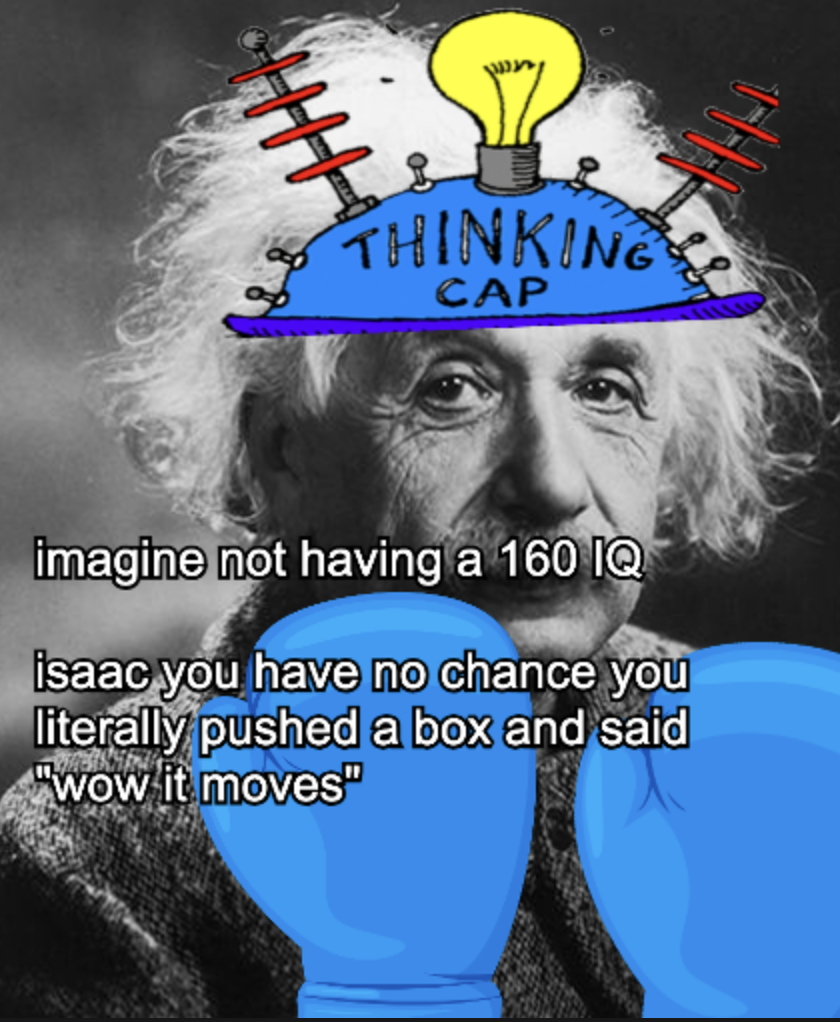 THINKING
CAP
imagine not having a 160 IQ
isaac you have no chance you
literally pushed a box and said
"wow it moves"